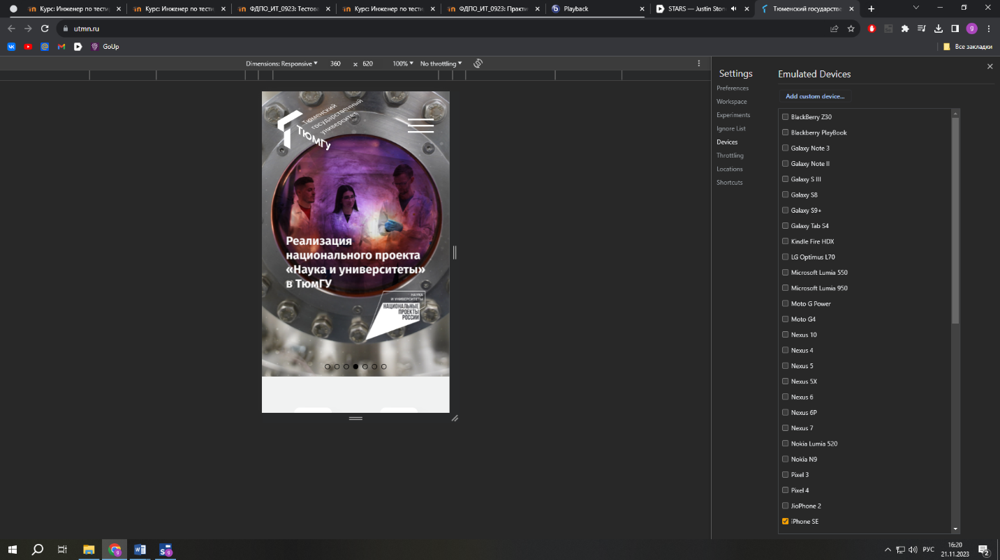 Курс: Инженер по тести
Курс: Инженер по тести
ФДПО_ИТ_0923: Тестова
Курс: Инженер по тести
ФДПО_ИТ_0923: Практи
Playback
STARS — Justin Ston
Тюменский государстве
utmn.ru
g
GoUp
Все закладки
Dimensions: Responsive
360
x
620
100%
No throttling
Settings
Preferences
Workspace
Experiments
Ignore List
Devices
Throttling
Locations
Shortcuts
Emulated Devices
Add custom device...
BlackBerry Z30
Blackberry PlayBook
Galaxy Note 3
Galaxy Note II
Galaxy S III
Galaxy S8
Galaxy S9+
Galaxy Tab S4
Kindle Fire HDX
LG Optimus L70
Microsoft Lumia 550
Microsoft Lumia 950
Moto G Power
Moto G4
Nexus 10
Nexus 4
Nexus 5
Nexus 5X
Nexus 6
Nexus 6P
Nexus 7
Nokia Lumia 520
Nokia N9
Pixel 3
Pixel 4
JioPhone 2
iPhone SE
Тюменский
государственный
университет
ТЮМГУ
Реализация
национального проекта
«Наука и университеты»
в ТюмГУ
НАУКА
И УНИВЕРСИТЕТЫ
НАЦИОНАЛЬНЫЕ
ПРОЕКТЫ
РОССИИ
РУС
16:20
21.11.2023
2